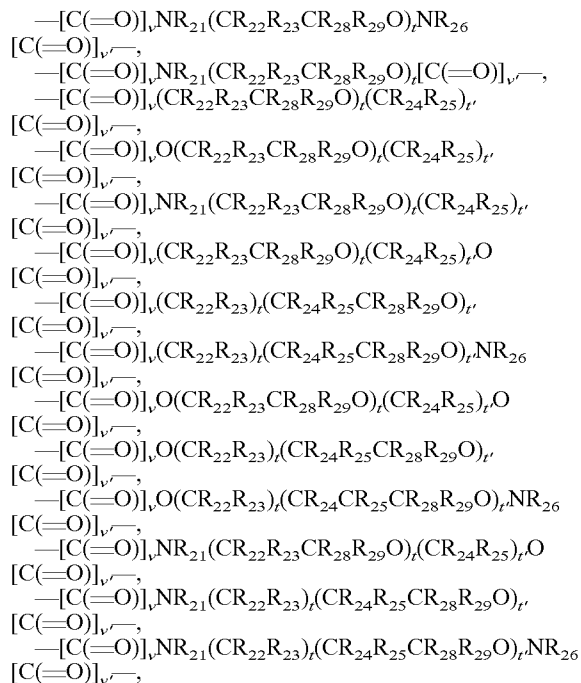 —[C(=O)]ᵥNR₂₁(CR₂₂R₂₃CR₂₈R₂₉O)ₜNR₂₆
[C(=O)]ᵥ′—,
—[C(=O)]ᵥNR₂₁(CR₂₂R₂₃CR₂₈R₂₉O)ₜ[C(=O)]ᵥ′—,
—[C(=O)]ᵥ(CR₂₂R₂₃CR₂₈R₂₉O)ₜ(CR₂₄R₂₅)ₜ′
[C(=O)]ᵥ′—,
—[C(=O)]ᵥO(CR₂₂R₂₃CR₂₈R₂₉O)ₜ(CR₂₄R₂₅)ₜ′
[C(=O)]ᵥ′—,
—[C(=O)]ᵥNR₂₁(CR₂₂R₂₃CR₂₈R₂₉O)ₜ(CR₂₄R₂₅)ₜ′
[C(=O)]ᵥ′—,
—[C(=O)]ᵥ(CR₂₂R₂₃CR₂₈R₂₉O)ₜ(CR₂₄R₂₅)ₜ′O
[C(=O)]ᵥ′—,
—[C(=O)]ᵥ(CR₂₂R₂₃)ₜ(CR₂₄R₂₅CR₂₈R₂₉O)ₜ′
[C(=O)]ᵥ′—,
—[C(=O)]ᵥ(CR₂₂R₂₃)ₜ(CR₂₄R₂₅CR₂₈R₂₉O)ₜ′NR₂₆
[C(=O)]ᵥ′—,
—[C(=O)]ᵥO(CR₂₂R₂₃CR₂₈R₂₉O)ₜ(CR₂₄R₂₅)ₜ′O
[C(=O)]ᵥ′—,
—[C(=O)]ᵥO(CR₂₂R₂₃)ₜ(CR₂₄R₂₅CR₂₈R₂₉O)ₜ′
[C(=O)]ᵥ′—,
—[C(=O)]ᵥO(CR₂₂R₂₃)ₜ(CR₂₄CR₂₅CR₂₈R₂₉O)ₜ′NR₂₆
[C(=O)]ᵥ′—,
—[C(=O)]ᵥNR₂₁(CR₂₂R₂₃CR₂₈R₂₉O)ₜ(CR₂₄R₂₅)ₜ′O
[C(=O)]ᵥ′—,
—[C(=O)]ᵥNR₂₁(CR₂₂R₂₃)ₜ(CR₂₄R₂₅CR₂₈R₂₉O)ₜ′
[C(=O)]ᵥ′—,
—[C(=O)]ᵥNR₂₁(CR₂₂R₂₃)ₜ(CR₂₄R₂₅CR₂₈R₂₉O)ₜ′NR₂₆
[C(=O)]ᵥ′—,